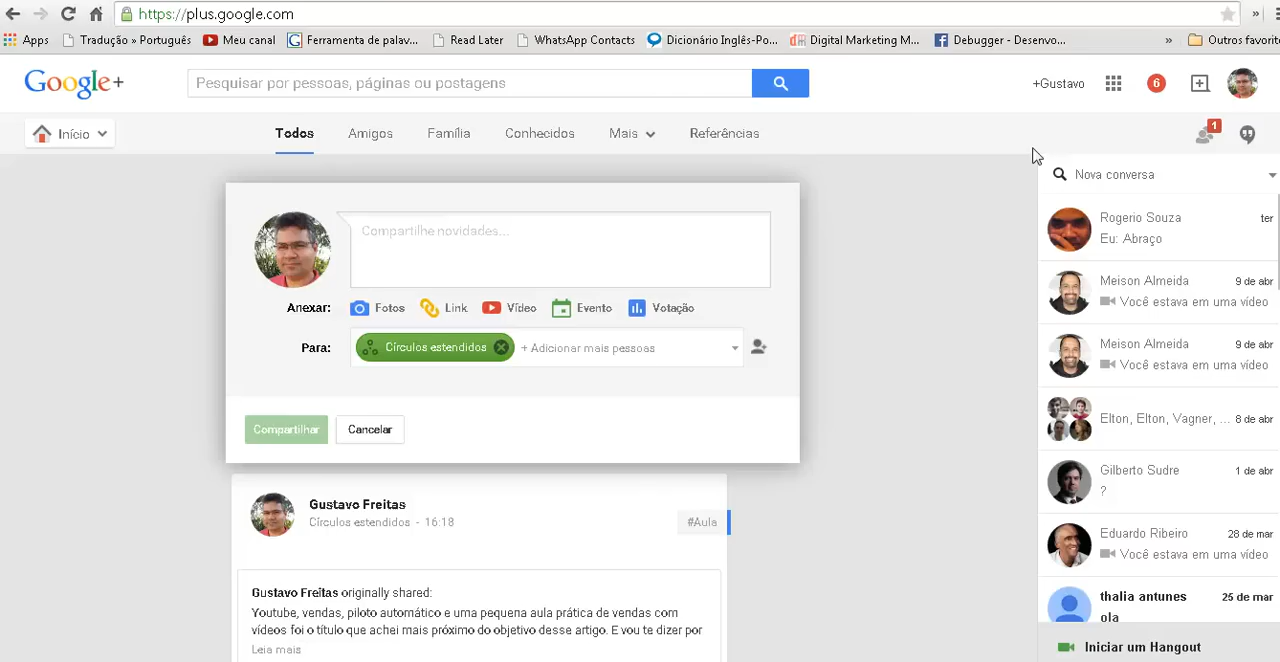 https://plus.google.com
Apps Tradução » Português Meu canal Ferramenta de palav... Read Later WhatsApp Contacts Dicionário Inglês-Po... Digital Marketing M... Debugger - Desenvo... » Outros favorit
Google+ Pesquisar por pessoas, páginas ou postagens +Gustavo 6
Início Todos Amigos Família Conhecidos Mais Referências 1
Nova conversa
Compartilhe novidades...
Anexar: Fotos Link Vídeo Evento Votação
Para: Círculos estendidos + Adicionar mais pessoas
Compartilhar Cancelar
Gustavo Freitas
Círculos estendidos - 16:18
#Aula
Gustavo Freitas originally shared:
Youtube, vendas, piloto automático e uma pequena aula prática de vendas com
vídeos foi o título que achei mais próximo do objetivo desse artigo. E vou te dizer por
Leia mais
Rogerio Souza ter
Eu: Abraço
Meison Almeida 9 de abr
Você estava em uma vídeo
Meison Almeida 9 de abr
Você estava em uma vídeo
Elton, Elton, Vagner, ... 8 de abr
Gilberto Sudre 1 de abr
?
Eduardo Ribeiro 28 de mar
Você estava em uma vídeo
thalia antunes 25 de mar
ola
Iniciar um Hangout